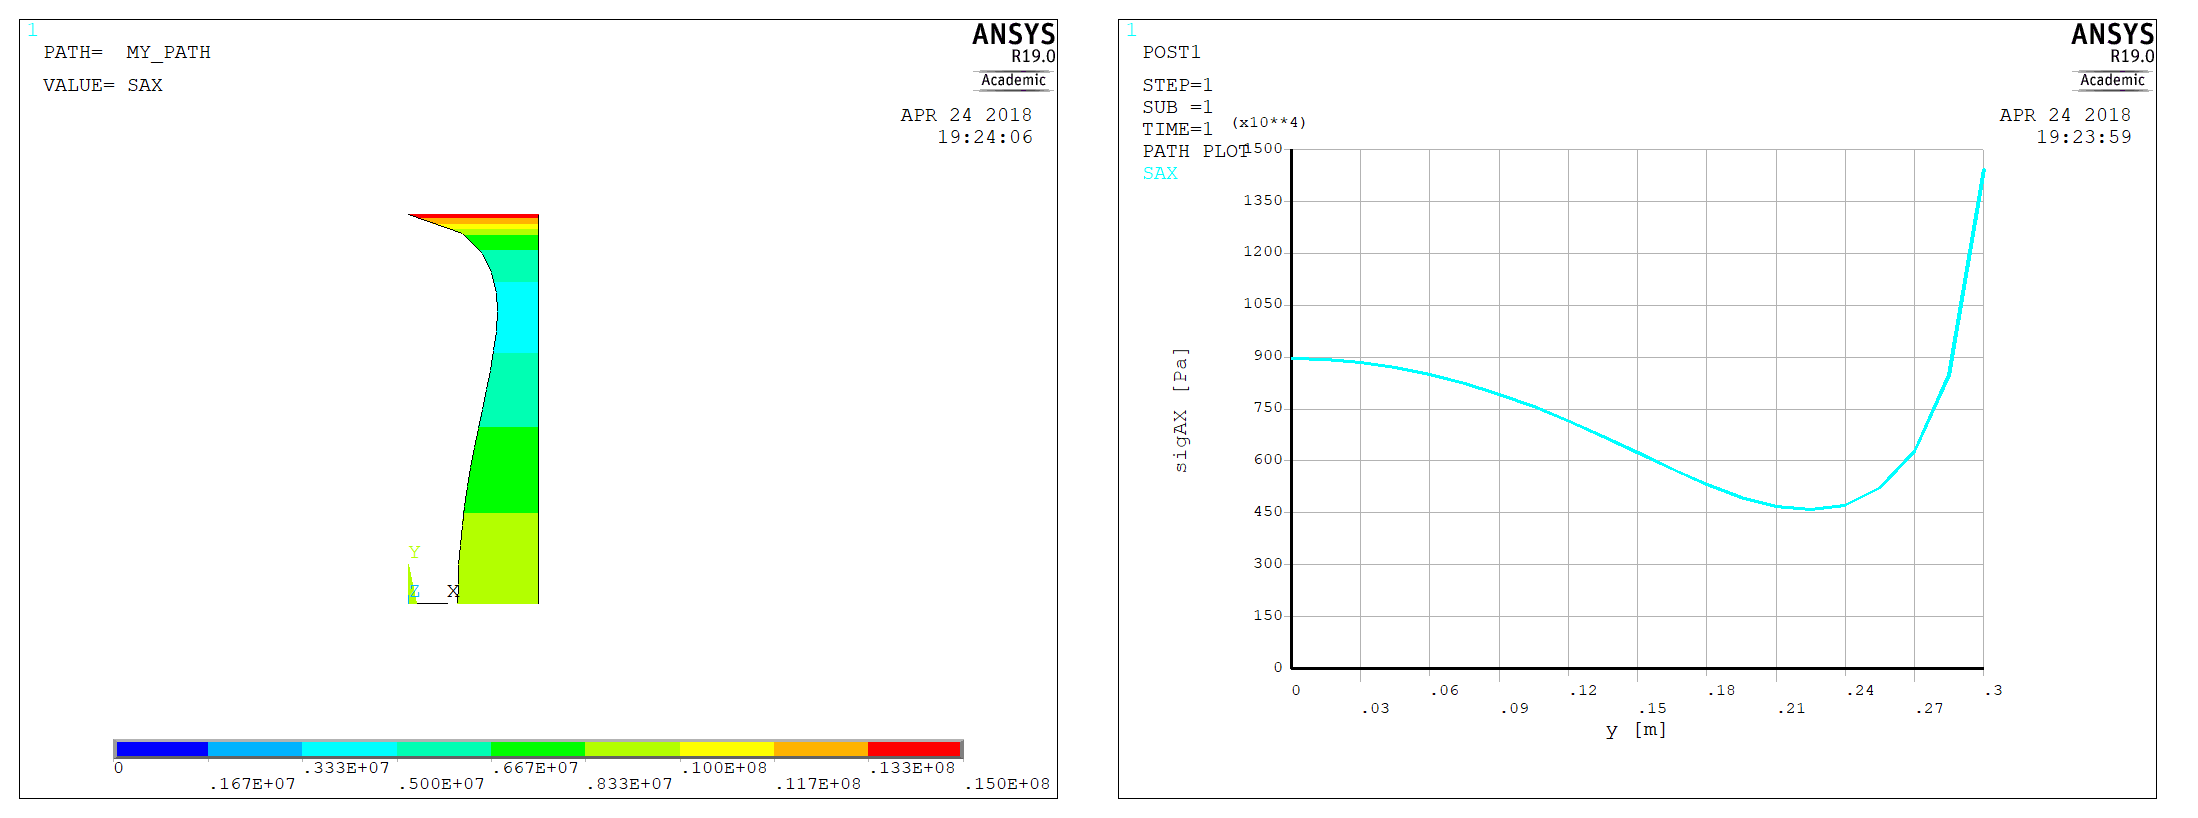 1
PATH= MY_PATH
VALUE= SAX
ANSYS
R19.0
Academic
APR 24 2018
19:24:06
Y
Z X
0
.167E+07
.333E+07
.500E+07
.667E+07
.833E+07
.100E+08
.117E+08
.133E+08
.150E+08
1
POST1
STEP=1
SUB =1
TIME=1
PATH PLOT
SAX
ANSYS
R19.0
Academic
APR 24 2018
19:23:59
(x10**4)
1500
1350
1200
1050
900
750
600
450
300
150
0
sigAX [Pa]
0
.03
.06
.09
.12
.15
.18
.21
.24
.27
.3
y [m]